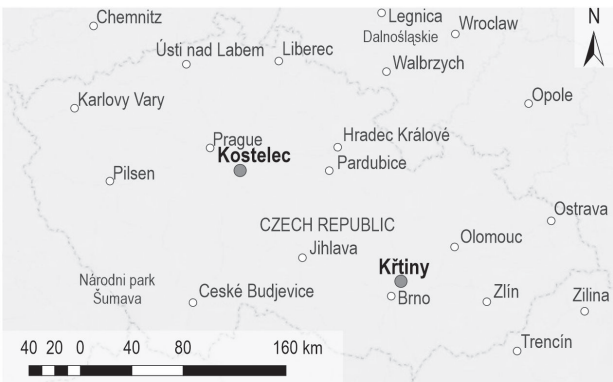 Chemnitz
Legnica
Wroclaw
N
Dalnośląskie
Ústi nad Labem
Liberec
Walbrzych
Karlovy Vary
Opole
Prague
Hradec Králové
Kostelec
Pardubice
Pilsen
Ostrava
CZECH REPUBLIC
Olomouc
Jihlava
Křtiny
Národni park
Šumava
Ceské Budjevice
Brno
Zlín
Zilina
Trencín
40 20 0 40 80 160 km